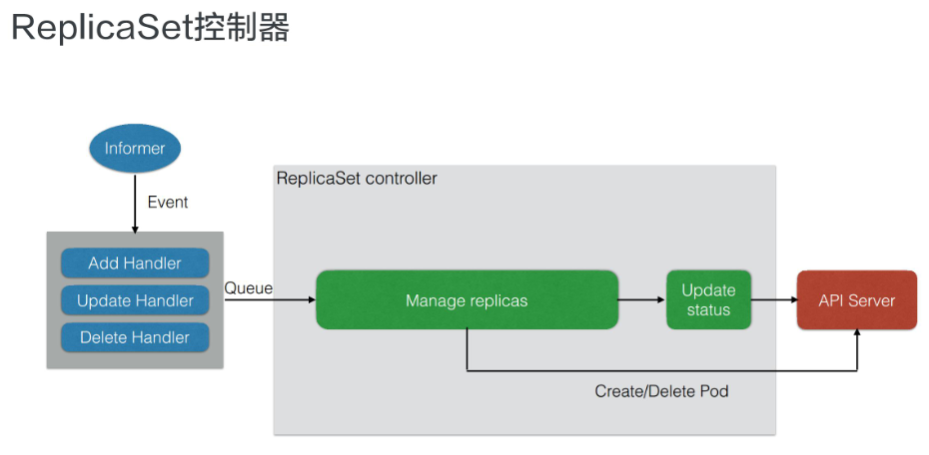 ReplicaSet控制器
Informer
Event
Add Handler
Update Handler
Delete Handler
Queue
ReplicaSet controller
Manage replicas
Update
status
API Server
Create/Delete Pod